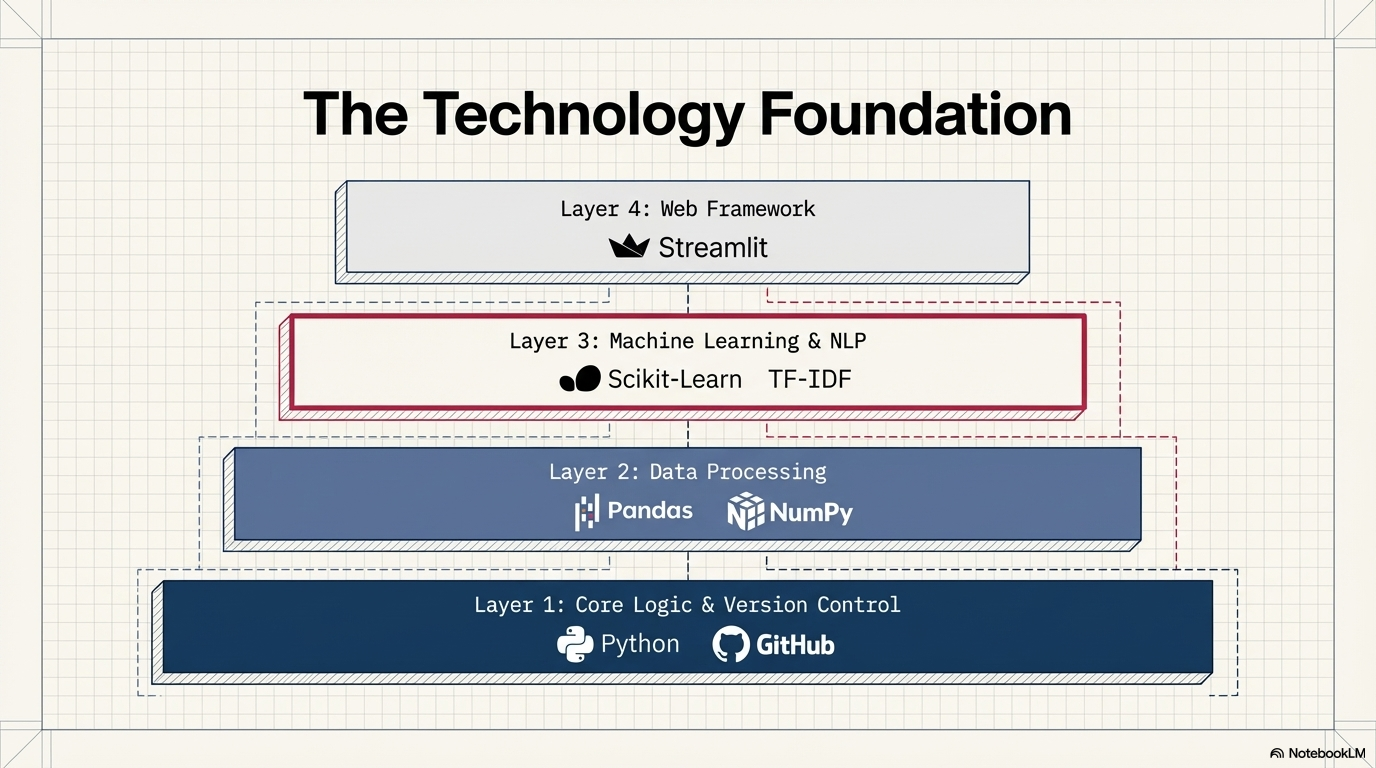 The Technology Foundation
Layer 4: Web Framework
Streamlit
Layer 3: Machine Learning & NLP
Scikit-Learn TF-IDF
Layer 2: Data Processing
Pandas NumPy
Layer 1: Core Logic & Version Control
Python GitHub
NotebookLM